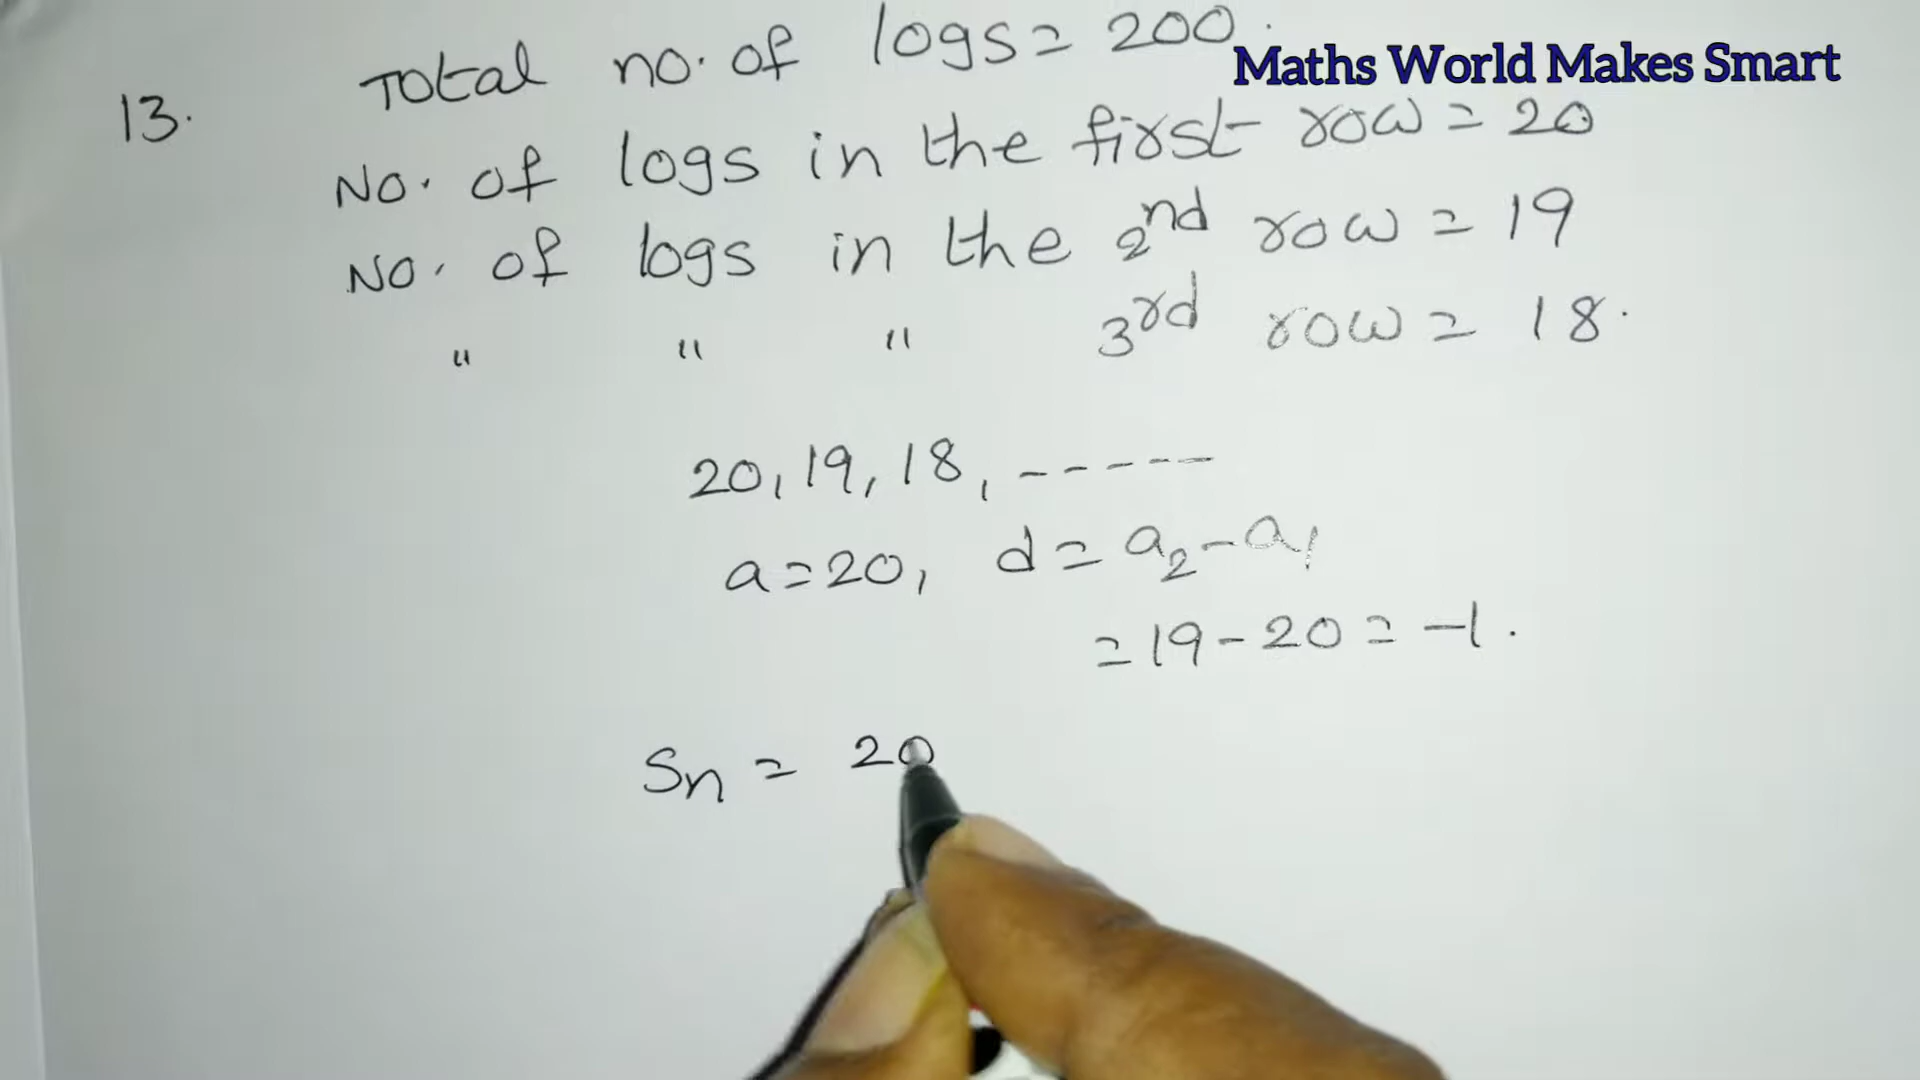 Total no. of logs = 200.
Maths World Makes Smart
13.
No. of logs in the first row = 20
No. of logs in the 2nd row = 19
" " " 3rd row = 18.
20, 19, 18, -----
a = 20, d = a2 - a1
= 19 - 20 = -1.
Sn = 20